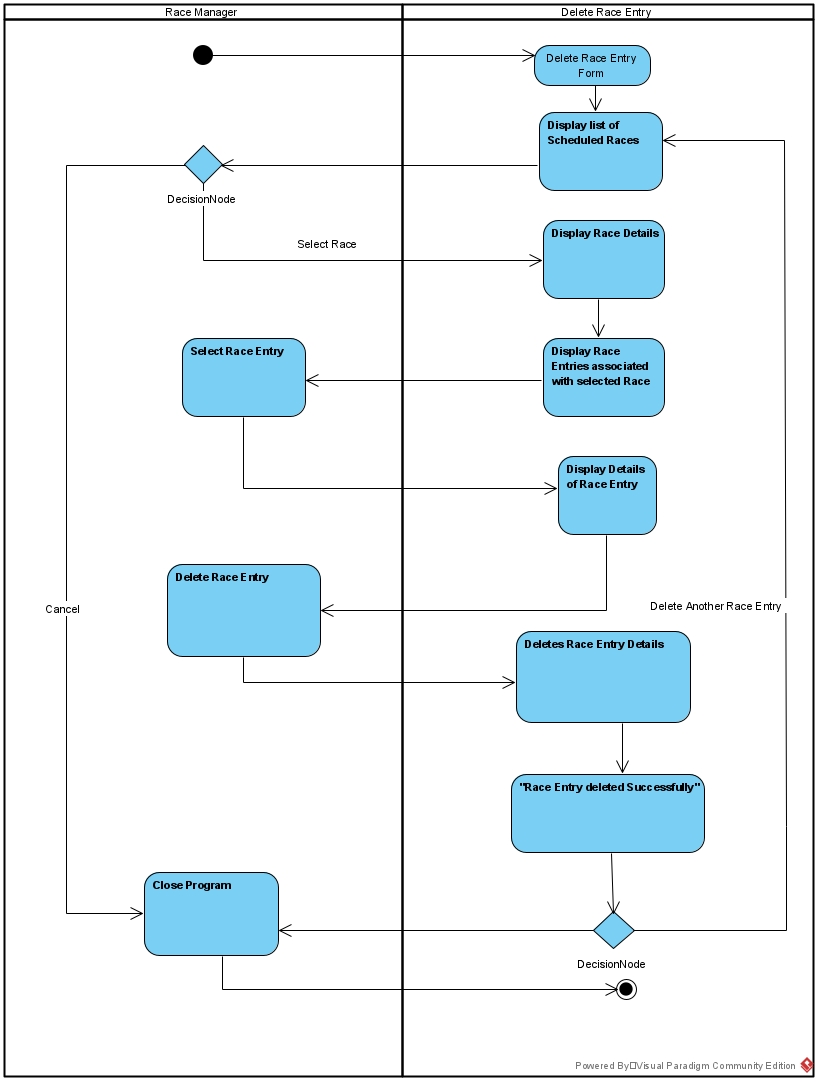 Race Manager
Delete Race Entry
Delete Race Entry
Form
Display list of
Scheduled Races
DecisionNode
Display Race Details
Select Race
Select Race Entry
Display Race
Entries associated
with selected Race
Display Details
of Race Entry
Delete Race Entry
Cancel
Delete Another Race Entry
Deletes Race Entry Details
"Race Entry deleted Successfully"
Close Program
DecisionNode
Powered By Visual Paradigm Community Edition